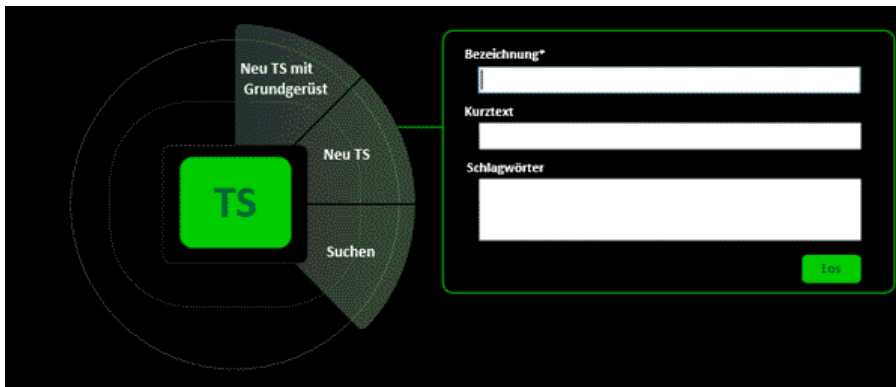 Neu TS mit
Grundgerüst
Neu TS
Suchen
TS
Bezeichnung*
Kurztext
Schlagwörter
Los